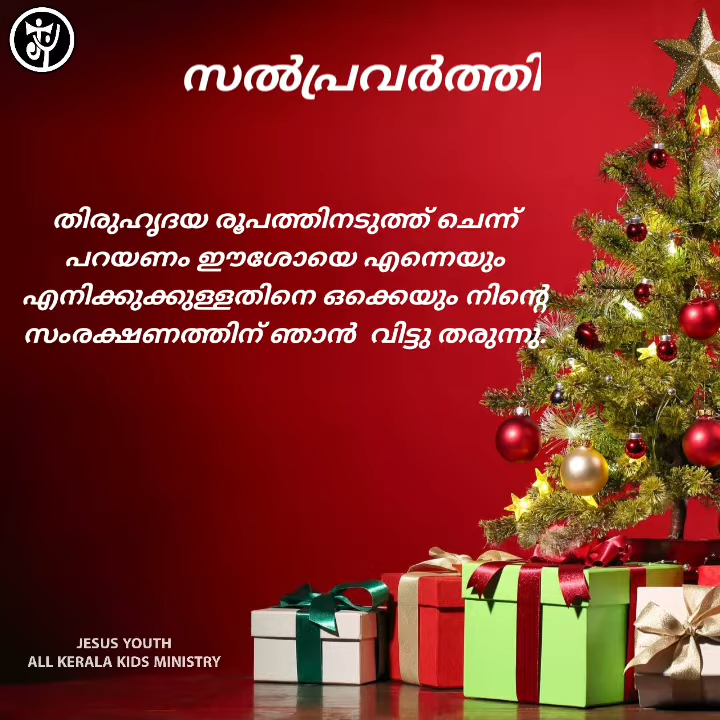 സൽപ്രവർത്തി
തിരുഹൃദയ രൂപത്തിനടുത്ത് ചെന്ന്
പറയണം ഈശോയെ എന്നെയും
എനിക്കുക്കുള്ളതിനെ ഒക്കെയും നിന്റെ
സംരക്ഷണത്തിന് ഞാൻ വിട്ടു തരുന്നു.
JESUS YOUTH
ALL KERALA KIDS MINISTRY